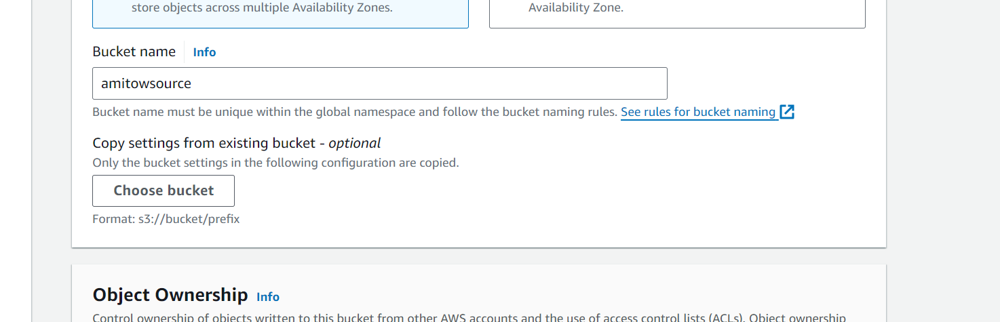 store objects across multiple Availability Zones.
Availability Zone.
Bucket name Info
amitowsource
Bucket name must be unique within the global namespace and follow the bucket naming rules. See rules for bucket naming
Copy settings from existing bucket - optional
Only the bucket settings in the following configuration are copied.
Choose bucket
Format: s3://bucket/prefix
Object Ownership Info
Control ownership of objects written to this bucket from other AWS accounts and the use of access control lists (ACLs). Object ownership